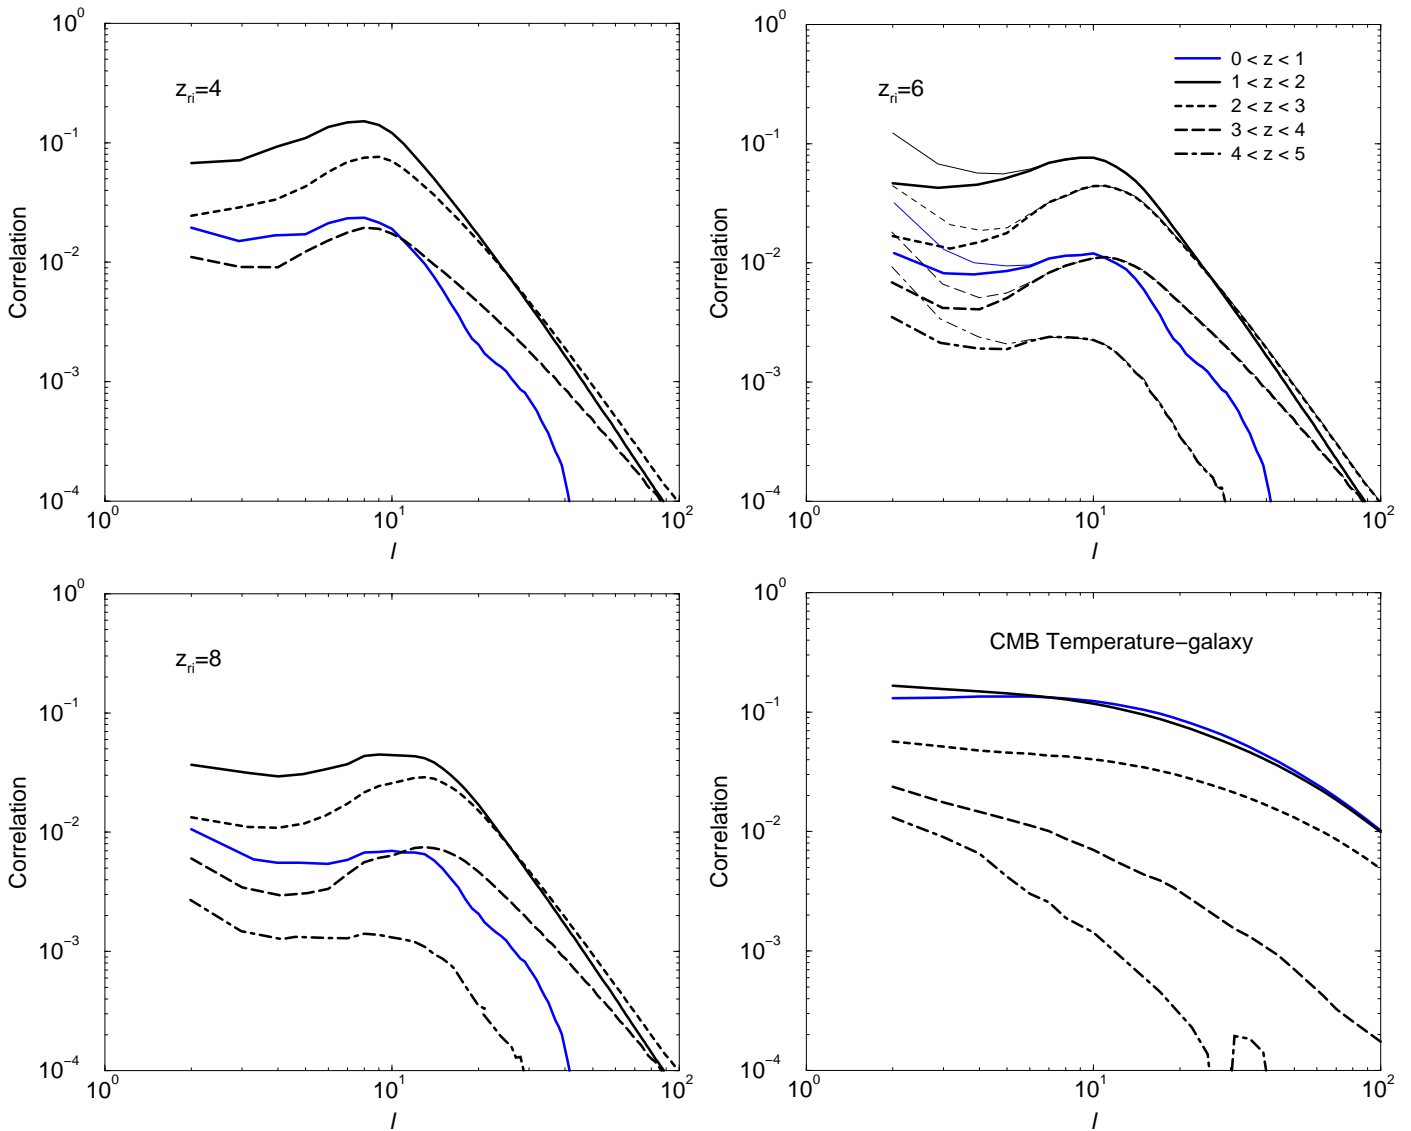 z_ri=4
10^0
10^-1
10^-2
10^-3
10^-4
Correlation
10^0
10^1
10^2
l
z_ri=6
0 < z < 1
1 < z < 2
2 < z < 3
3 < z < 4
4 < z < 5
10^0
10^-1
10^-2
10^-3
10^-4
Correlation
10^0
10^1
10^2
l
z_ri=8
10^0
10^-1
10^-2
10^-3
10^-4
Correlation
10^0
10^1
10^2
l
CMB Temperature−galaxy
10^0
10^-1
10^-2
10^-3
10^-4
Correlation
10^0
10^1
10^2
l